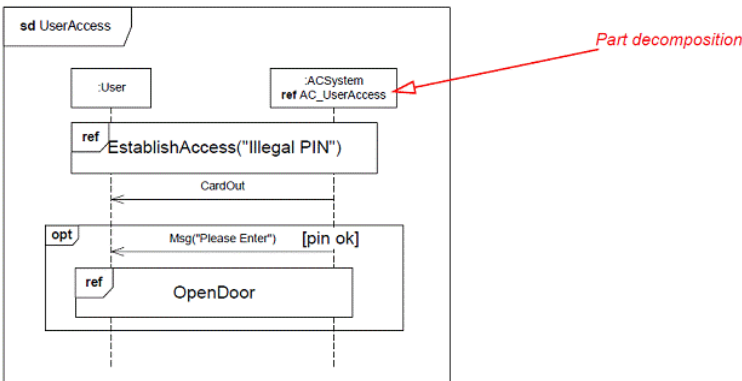 sd UserAccess
Part decomposition
:User
:ACSystem
ref AC_UserAccess
ref
EstablishAccess("Illegal PIN")
CardOut
opt
Msg("Please Enter") [pin ok]
ref
OpenDoor